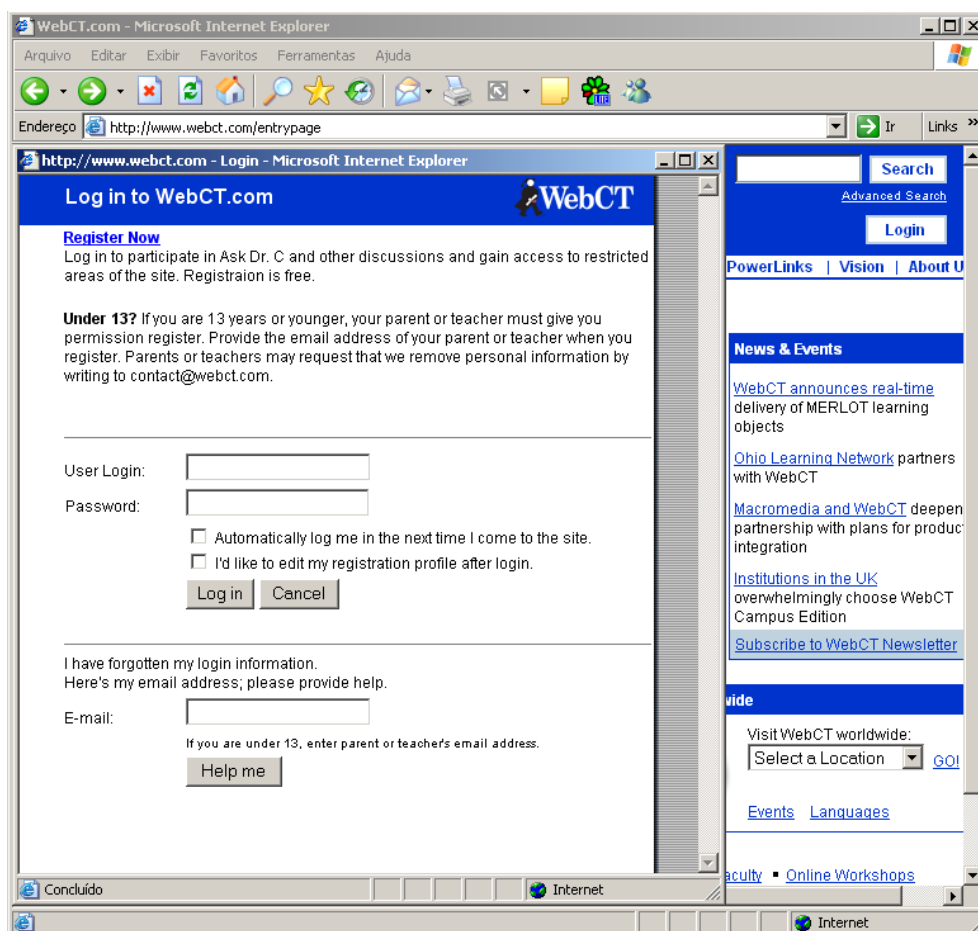 WebCT.com - Microsoft Internet Explorer
Arquivo Editar Exibir Favoritos Ferramentas Ajuda
Endereço http://www.webct.com/entrypage Ir Links »
http://www.webct.com - Login - Microsoft Internet Explorer
Log in to WebCT.com WebCT
Register Now
Log in to participate in Ask Dr. C and other discussions and gain access to restricted
areas of the site. Registraion is free.
Under 13? If you are 13 years or younger, your parent or teacher must give you
permission register. Provide the email address of your parent or teacher when you
register. Parents or teachers may request that we remove personal information by
writing to contact@webct.com.
User Login:
Password:
Automatically log me in the next time I come to the site.
I'd like to edit my registration profile after login.
Log in Cancel
I have forgotten my login information.
Here's my email address; please provide help.
E-mail:
If you are under 13, enter parent or teacher's email address.
Help me
Concluído Internet
Search
Advanced Search
Login
PowerLinks | Vision | About U
News & Events
WebCT announces real-time
delivery of MERLOT learning
objects
Ohio Learning Network partners
with WebCT
Macromedia and WebCT deepen
partnership with plans for produc
integration
Institutions in the UK
overwhelmingly choose WebCT
Campus Edition
Subscribe to WebCT Newsletter
wide
Visit WebCT worldwide:
Select a Location GO!
Events Languages
aculty ▪ Online Workshops
Internet